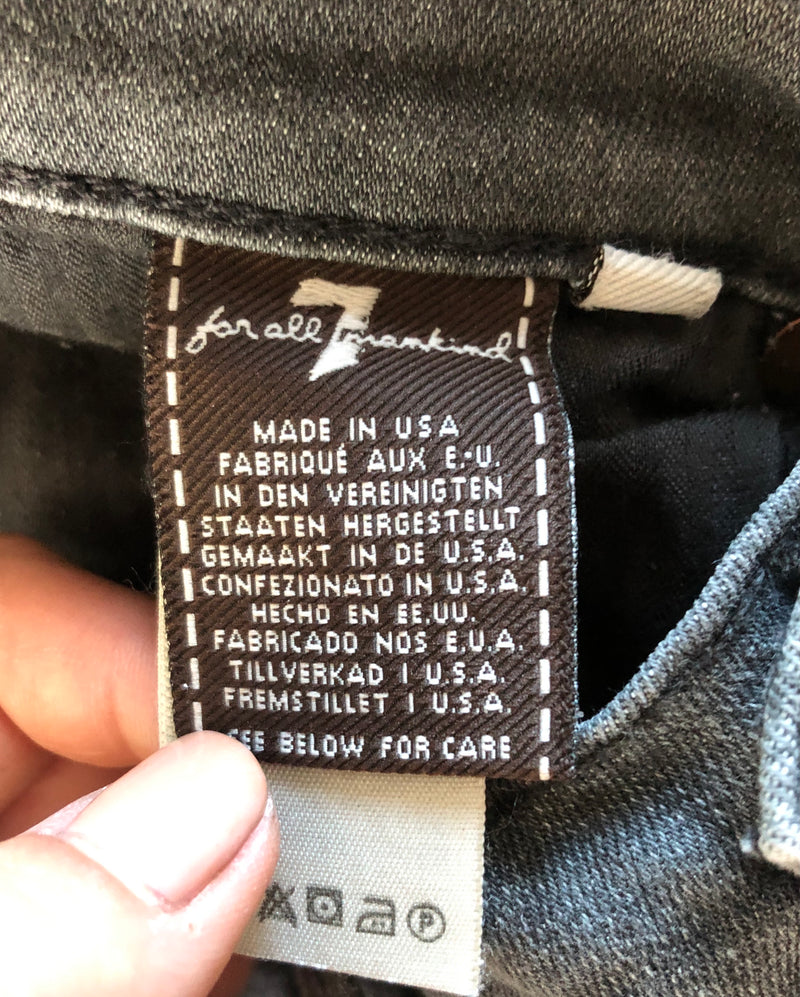 for all 7 mankind
MADE IN USA
FABRIQUÉ AUX E.-U.
IN DEN VEREINIGTEN
STAATEN HERGESTELLT
GEMAAKT IN DE U.S.A.
CONFEZIONATO IN U.S.A.
HECHO EN EE.UU.
FABRICADO NOS E.U.A.
TILLVERKAD I U.S.A.
FREMSTILLET I U.S.A.
SEE BELOW FOR CARE
P